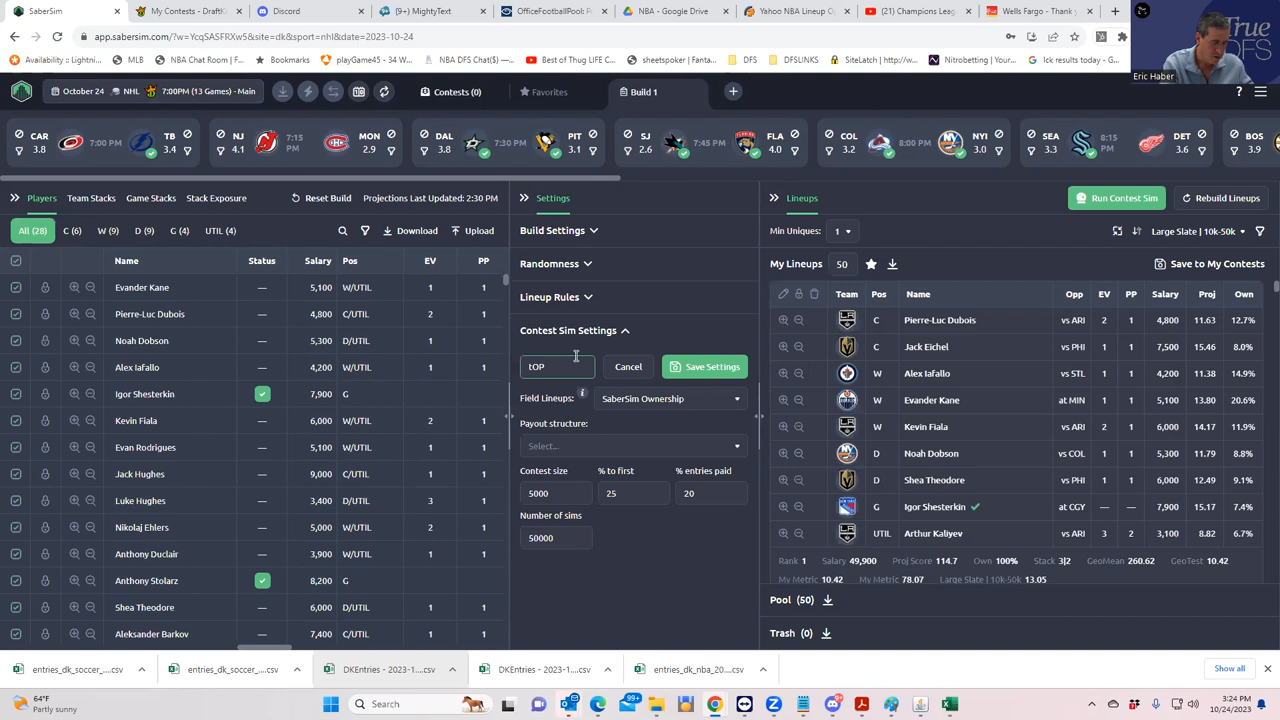 SaberSim
My Contests - DraftK
Discord
(9+) MightyText
OfficeFootballPool: P
NBA - Google Drive
Yahoo NBA Lineup O
(21) Champions Leag
Wells Fargo - Thank y
app.sabersim.com/?w=YcqSASFRXw5&site=dk&sport=nhl&date=2023-10-24
Availability :: Lightni...
MLB
NBA Chat Room | F...
Bookmarks
playGame45 - 34 W...
NBA DFS Chat($)---...
Best of Thug LIFE C...
sheetspoker | Fanta...
DFS
DFSLINKS
SiteLatch (http://w...
Nitrobetting | Your...
Ick results today - G...
True DFS
Eric Haber
October 24
NHL
7:00PM (13 Games) - Main
Contests (0)
Favorites
Build 1
?
CAR 7:00 PM TB
3.4
NJ 7:15 PM MON
4.1 2.9
DAL 7:30 PM PIT
3.8 3.1
SJ 7:45 PM FLA
2.6 4.0
COL 8:00 PM NYI
3.2 3.0
SEA 8:15 PM DET
3.3 3.6
BOS
3.9
Players
Team Stacks
Game Stacks
Stack Exposure
Reset Build
Projections Last Updated: 2:30 PM
All (28)
C (6)
W (9)
D (9)
G (4)
UTIL (4)
Download
Upload
Name Status Salary Pos EV PP
Evander Kane — 5,100 W/UTIL 1 1
Pierre-Luc Dubois — 4,800 C/UTIL 2 1
Noah Dobson — 5,300 D/UTIL 1 1
Alex Iafallo — 4,200 W/UTIL 1 1
Igor Shesterkin 7,900 G
Kevin Fiala — 6,000 W/UTIL 2 1
Evan Rodrigues — 4,500 W/UTIL 1 1
Jack Hughes — 9,000 C/UTIL 1 1
Luke Hughes — 3,400 D/UTIL 3 1
Nikolaj Ehlers — 5,000 W/UTIL 2 1
Anthony Duclair — 3,900 W/UTIL 1 1
Anthony Stolarz 8,200 G
Shea Theodore — 6,000 D/UTIL 1 1
Aleksander Barkov — 7,400 C/UTIL 1 1
Settings
Build Settings
Randomness
Lineup Rules
Contest Sim Settings
tOP
Cancel
Save Settings
Field Lineups:
SaberSim Ownership
Payout structure:
Select...
Contest size
% to first
% entries paid
5000
25
20
Number of sims
50000
Lineups
Run Contest Sim
Rebuild Lineups
Min Uniques:
1
Large Slate | 10k-50k
My Lineups
50
Save to My Contests
Team Pos Name Opp EV PP Salary Proj Own
C Pierre-Luc Dubois vs ARI 2 1 4,800 11.63 12.7%
C Jack Eichel vs PHI 1 1 7,500 15.46 8.0%
W Alex Iafallo vs STL 1 1 4,200 11.38 14.9%
W Evander Kane at MIN 1 1 5,100 13.80 20.6%
W Kevin Fiala vs ARI 2 1 6,000 14.17 11.9%
D Noah Dobson vs COL 1 1 5,300 11.79 8.8%
D Shea Theodore vs PHI 1 1 6,000 12.49 9.1%
G Igor Shesterkin at CGY — — 7,900 15.17 7.4%
UTIL Arthur Kaliyev vs ARI 3 2 3,100 8.82 6.7%
Rank 1 Salary 49,900 Proj Score 114.7 Own 100% Stack 3|2 GeoMean 260.62 GeoTest 10.42
My Metric 10.42 My Metric 78.07 Large Slate | 10k-50k 13.05
Pool (50)
Trash (0)
entries_dk_soccer_....csv
entries_dk_soccer_....csv
DKEntries - 2023-1....csv
DKEntries - 2023-1....csv
entries_dk_nba_20....csv
Show all
64°F
Partly sunny
Search
99+
3:24 PM
10/24/2023